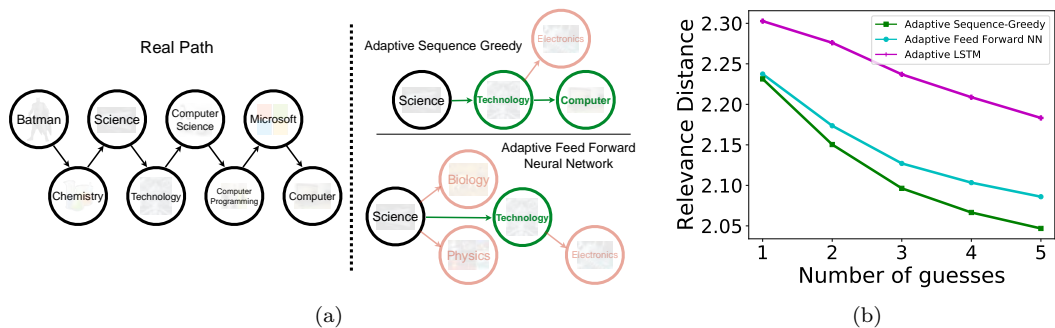 Real Path
Batman
Science
Computer
Science
Microsoft
Chemistry
Technology
Computer
Programming
Computer
Adaptive Sequence Greedy
Electronics
Science
Technology
Computer
Adaptive Feed Forward
Neural Network
Biology
Science
Technology
Physics
Electronics
(a)
Relevance Distance
2.30
2.25
2.20
2.15
2.10
2.05
Adaptive Sequence-Greedy
Adaptive Feed Forward NN
Adaptive LSTM
1 2 3 4 5
Number of guesses
(b)